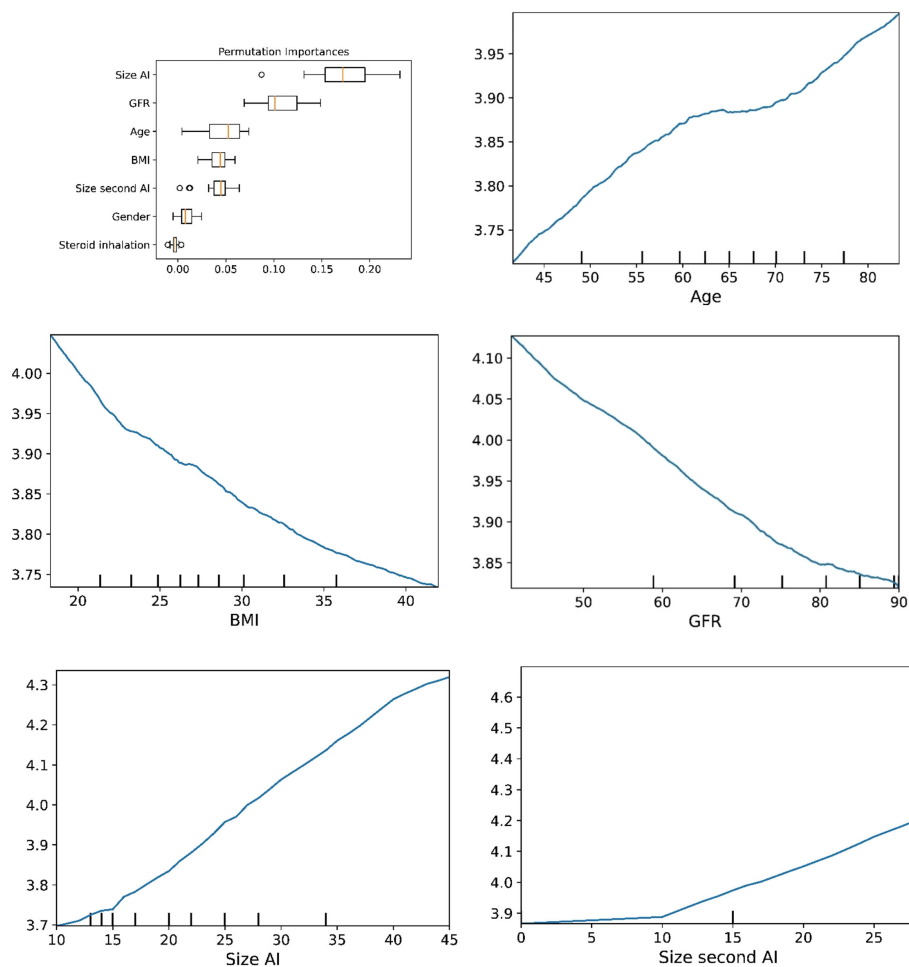 Permutation Importances
Size AI
GFR
Age
BMI
Size second AI
Gender
Steroid inhalation
0.00 0.05 0.10 0.15 0.20
3.95
3.90
3.85
3.80
3.75
45 50 55 60 65 70 75 80
Age
4.00
3.95
3.90
3.85
3.80
3.75
20 25 30 35 40
BMI
4.10
4.05
4.00
3.95
3.90
3.85
50 60 70 80 90
GFR
4.3
4.2
4.1
4.0
3.9
3.8
3.7
10 15 20 25 30 35 40 45
Size AI
4.6
4.5
4.4
4.3
4.2
4.1
4.0
3.9
0 5 10 15 20 25
Size second AI